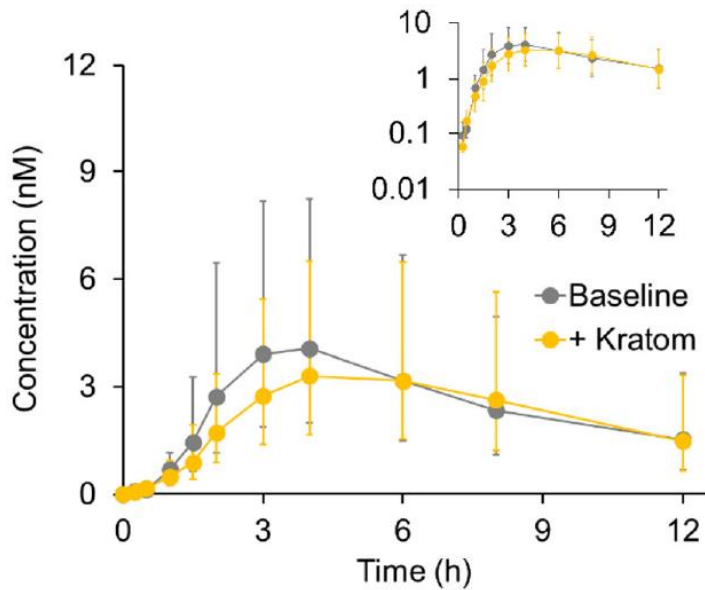 10
1
0.1
0.01
0 3 6 9 12
12
9
6
3
0
Concentration (nM)
Baseline
+ Kratom
0 3 6 9 12
Time (h)